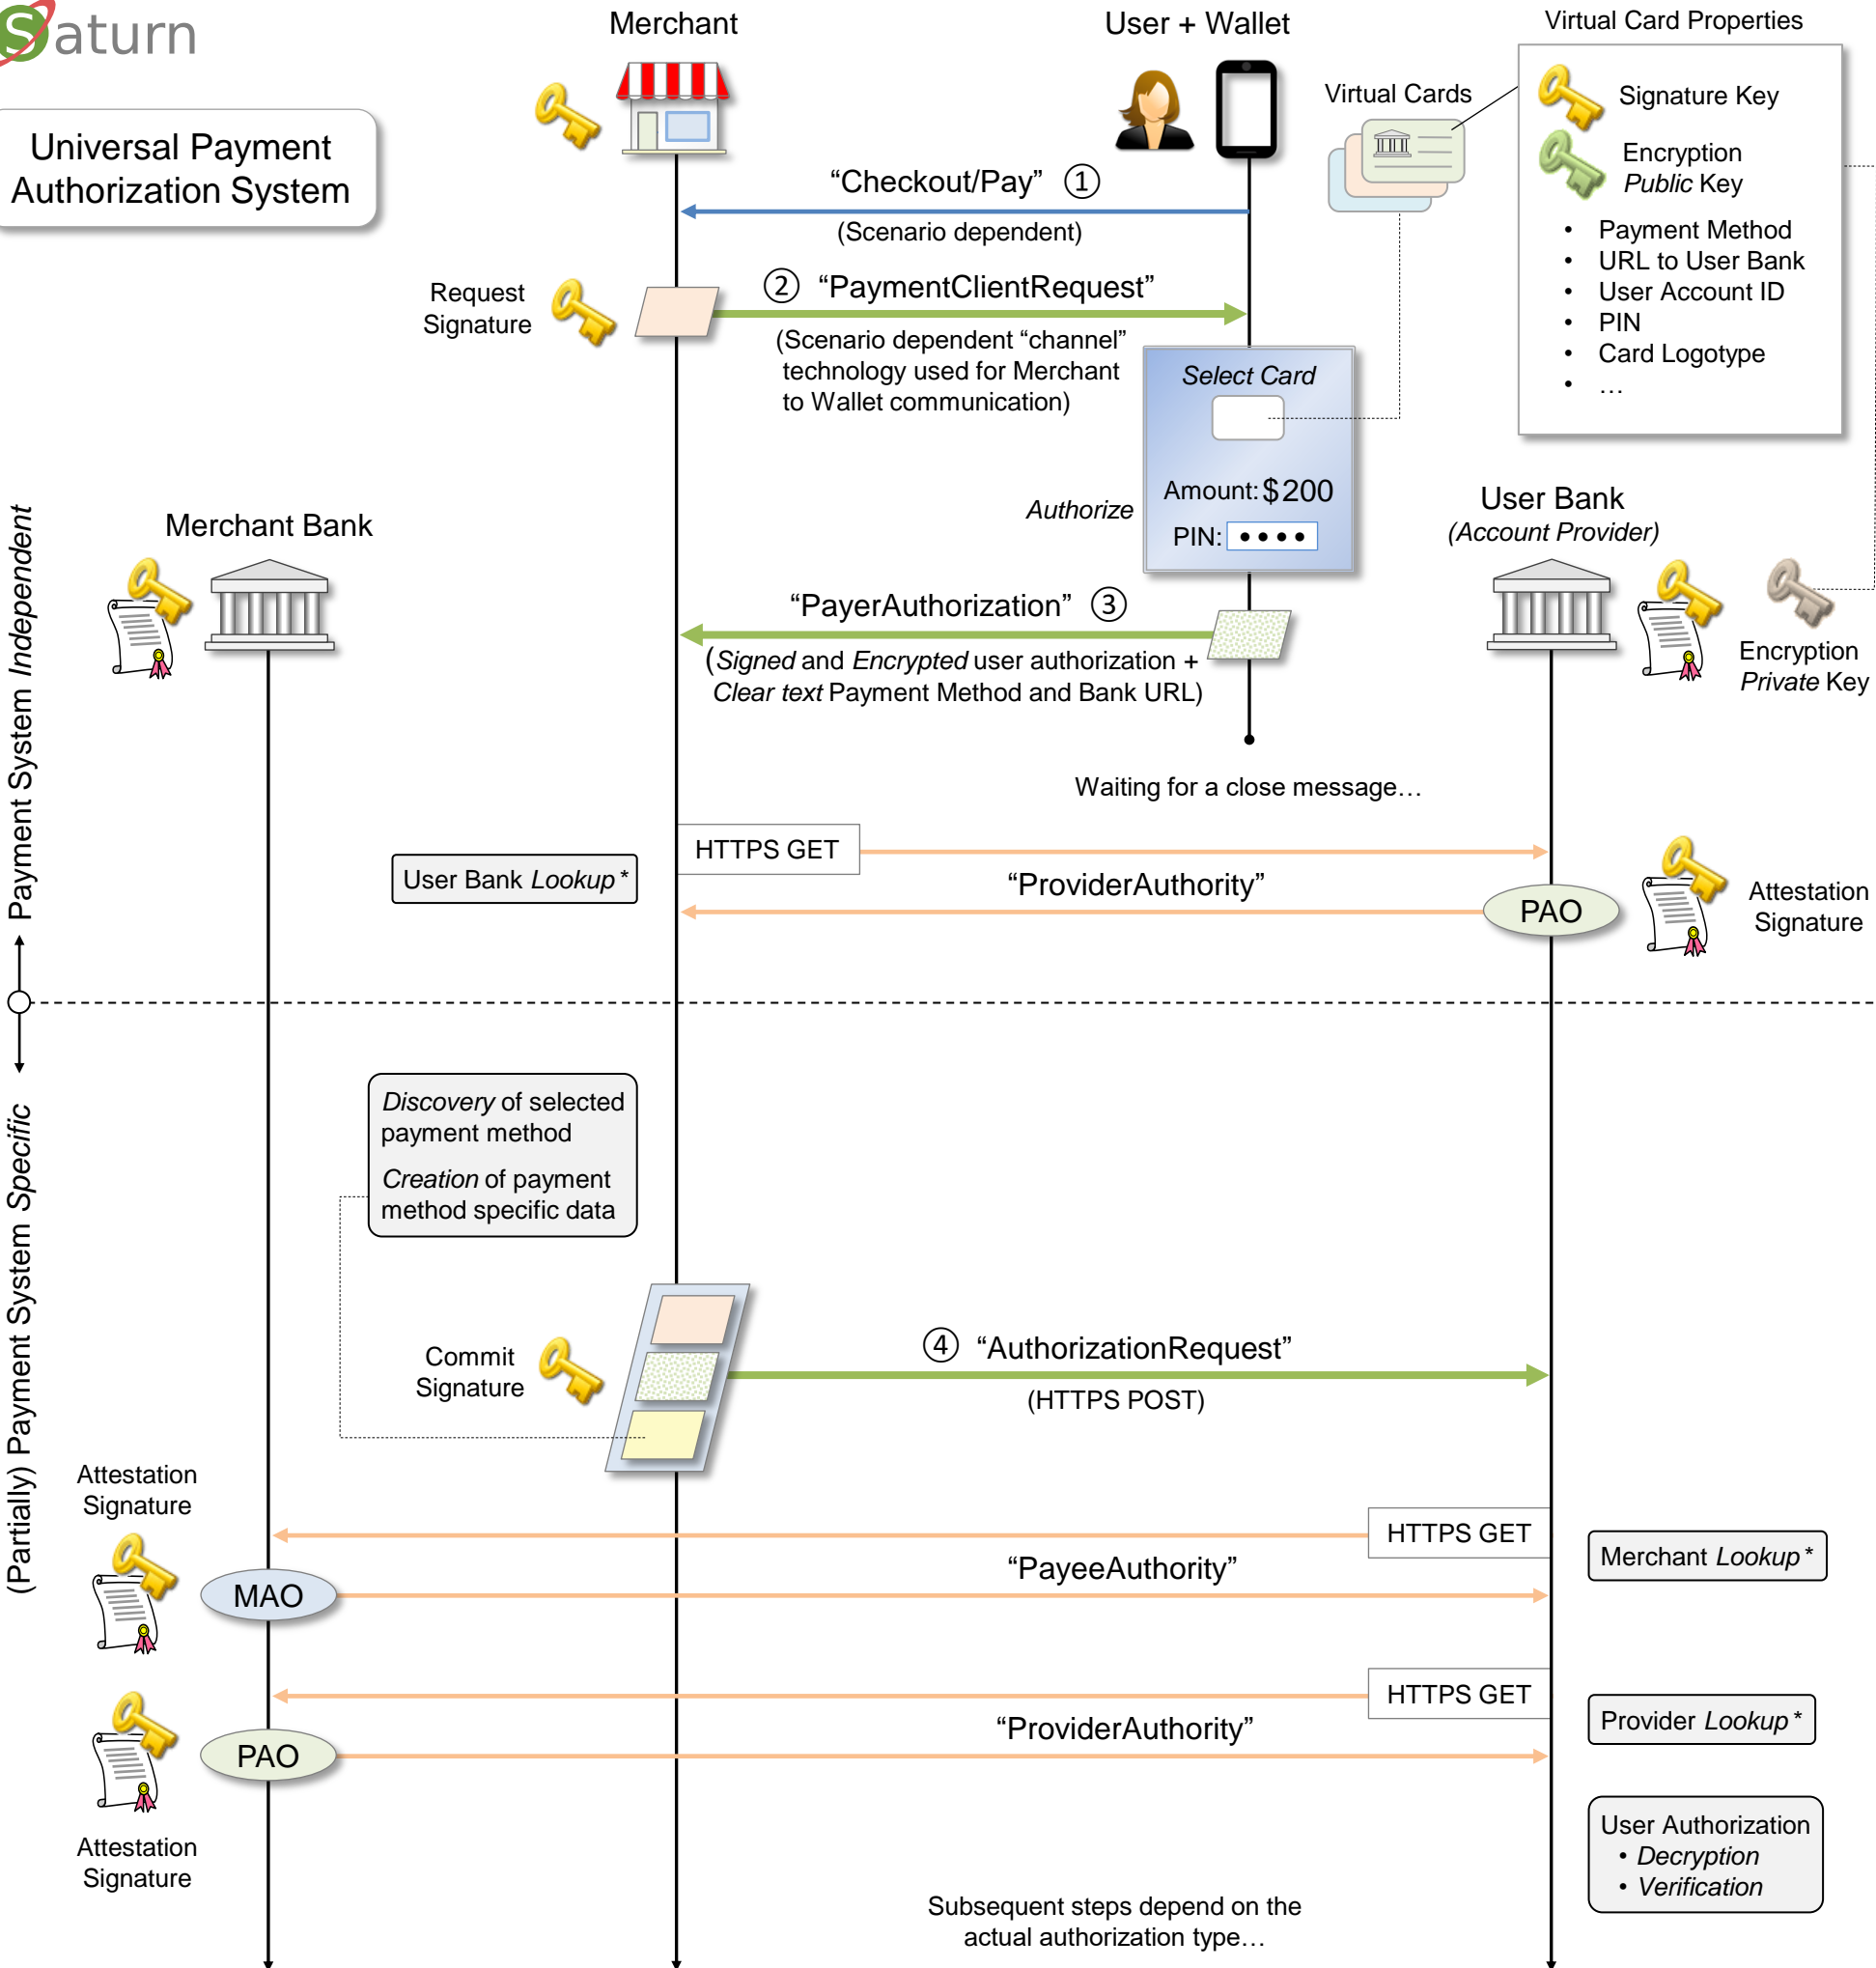 Saturn
Universal Payment
Authorization System
Merchant
User + Wallet
Virtual Card Properties
Virtual Cards
Signature Key
Encryption
Public Key
• Payment Method
• URL to User Bank
• User Account ID
• PIN
• Card Logotype
• …
“Checkout/Pay” ①
(Scenario dependent)
Request
Signature
② “PaymentClientRequest”
(Scenario dependent “channel”
technology used for Merchant
to Wallet communication)
Select Card
Amount: $200
PIN: ••••
Authorize
Merchant Bank
User Bank
(Account Provider)
Encryption
Private Key
“PayerAuthorization” ③
(Signed and Encrypted user authorization +
Clear text Payment Method and Bank URL)
Waiting for a close message…
Payment System Independent
HTTPS GET
User Bank Lookup *
“ProviderAuthority”
PAO
Attestation
Signature
(Partially) Payment System Specific
Discovery of selected
payment method
Creation of payment
method specific data
Commit
Signature
④ “AuthorizationRequest”
(HTTPS POST)
Attestation
Signature
HTTPS GET
Merchant Lookup *
“PayeeAuthority”
MAO
HTTPS GET
Provider Lookup *
“ProviderAuthority”
PAO
Attestation
Signature
User Authorization
• Decryption
• Verification
Subsequent steps depend on the
actual authorization type…